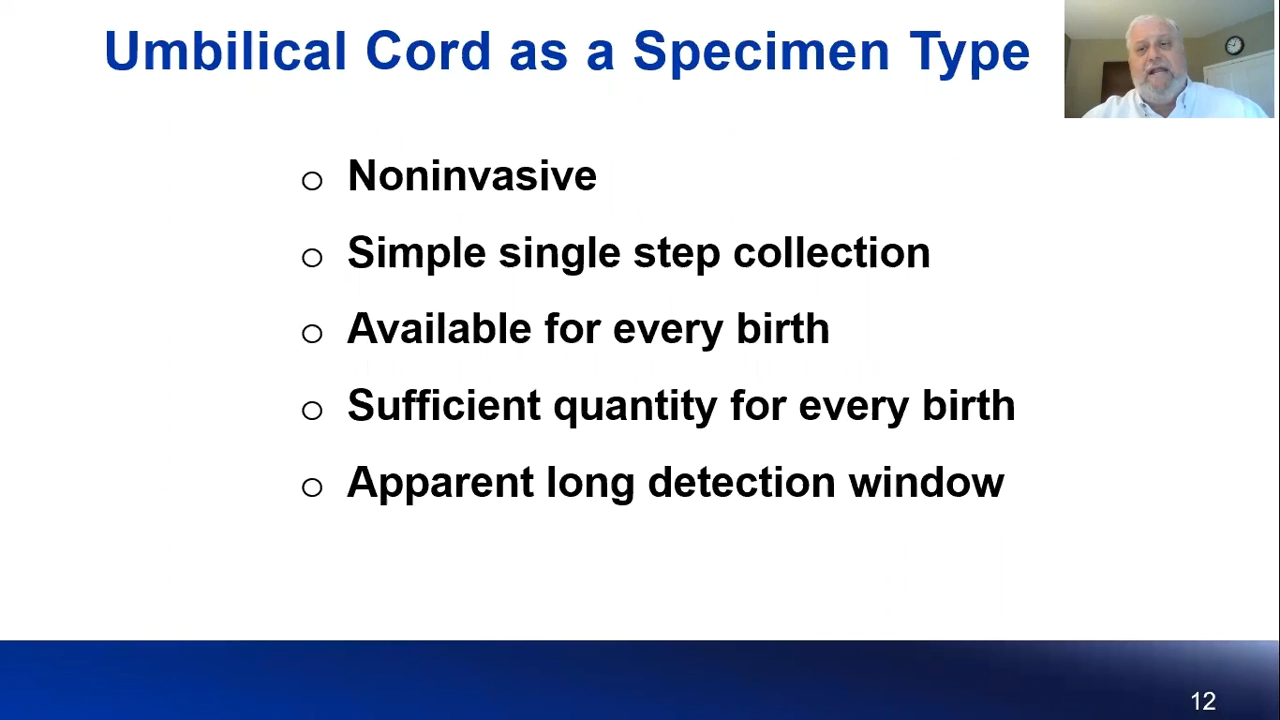 Umbilical Cord as a Specimen Type
o Noninvasive
o Simple single step collection
o Available for every birth
o Sufficient quantity for every birth
o Apparent long detection window
12